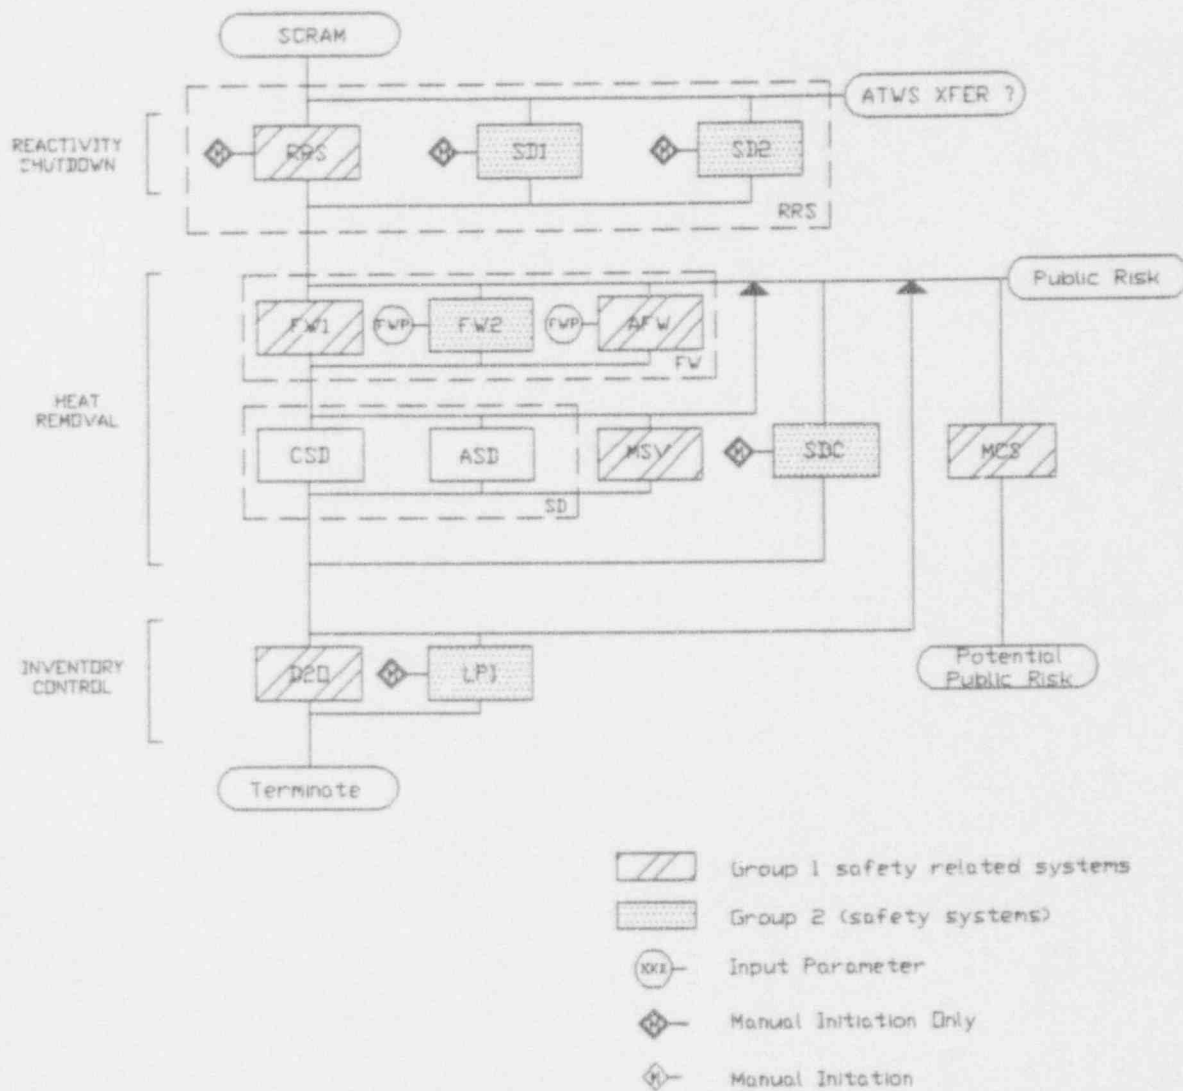 SCRAM
ATWS XFER ?
REACTIVITY
SHUTDOWN
M
RRS
M
SD1
M
SD2
RRS
Public Risk
FW1
FWP
FW2
FWP
AFW
FW
HEAT
REMOVAL
CSD
ASD
MSV
M
SDC
MCS
SD
INVENTORY
CONTROL
D2O
M
LPI
Potential
Public Risk
Terminate
Group 1 safety related systems
Group 2 (safety systems)
XXX
Input Parameter
M
Manual Initiation Only
M
Manual Initation